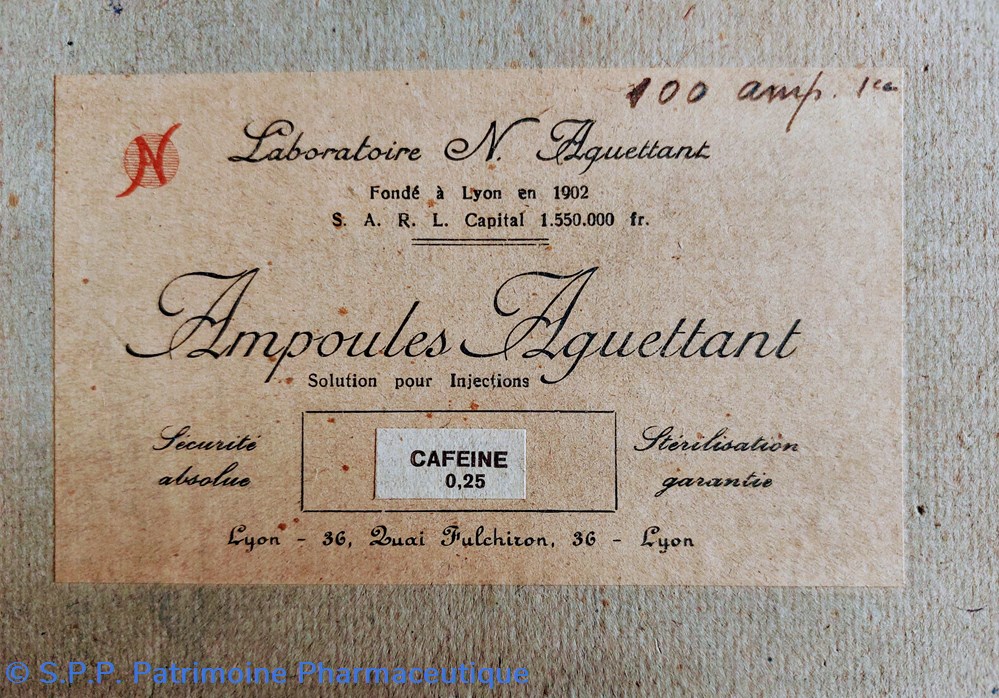 100 amp. 1cc
N
Laboratoire N. Aguettant
Fondé à Lyon en 1902
S. A. R. L. Capital 1.550.000 fr.
Ampoules Aguettant
Solution pour Injections
Sécurité absolue
CAFEINE
0,25
Stérilisation garantie
Lyon - 36, Quai Fulchiron, 36 - Lyon
© S.P.P. Patrimoine Pharmaceutique